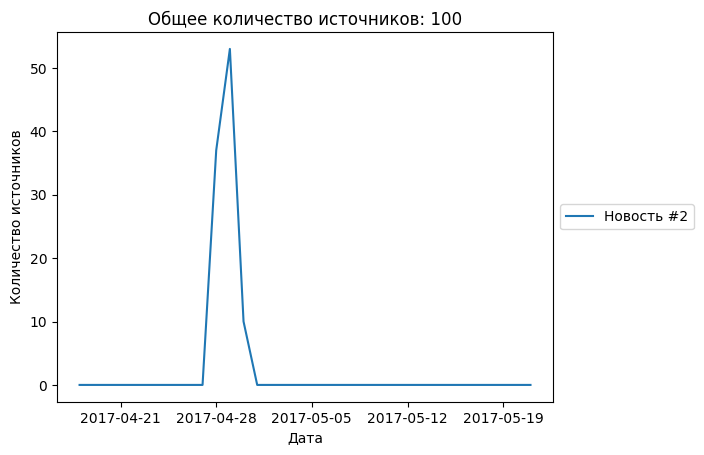 Общее количество источников: 100
Количество источников
50
40
30
20
10
0
2017-04-21 2017-04-28 2017-05-05 2017-05-12 2017-05-19
Дата
Новость #2